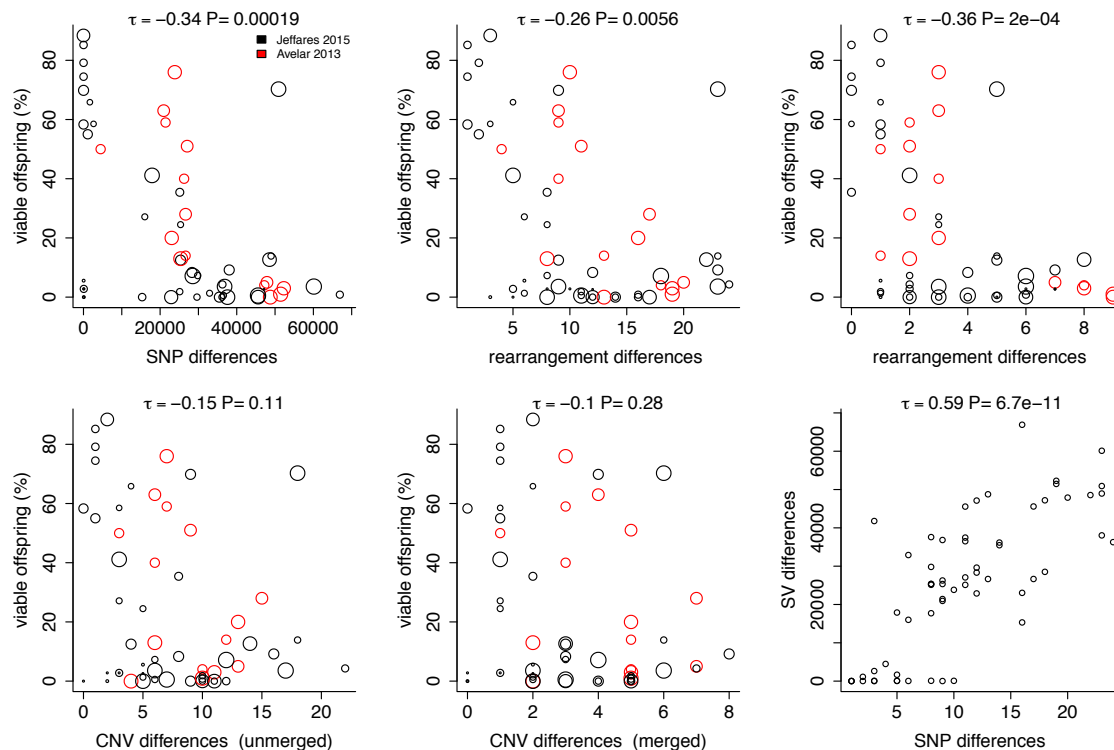 τ = −0.34 P= 0.00019
Jeffares 2015
Avelar 2013
viable offspring (%)
0 20 40 60 80
0 20000 40000 60000
SNP differences
τ = −0.26 P= 0.0056
viable offspring (%)
0 20 40 60 80
5 10 15 20
rearrangement differences
τ = −0.36 P= 2e−04
viable offspring (%)
0 20 40 60 80
0 2 4 6 8
rearrangement differences
τ = −0.15 P= 0.11
viable offspring (%)
0 20 40 60 80
0 5 10 15 20
CNV differences (unmerged)
τ = −0.1 P= 0.28
viable offspring (%)
0 20 40 60 80
0 2 4 6 8
CNV differences (merged)
τ = 0.59 P= 6.7e−11
SV differences
0 20000 40000 60000
5 10 15 20
SNP differences